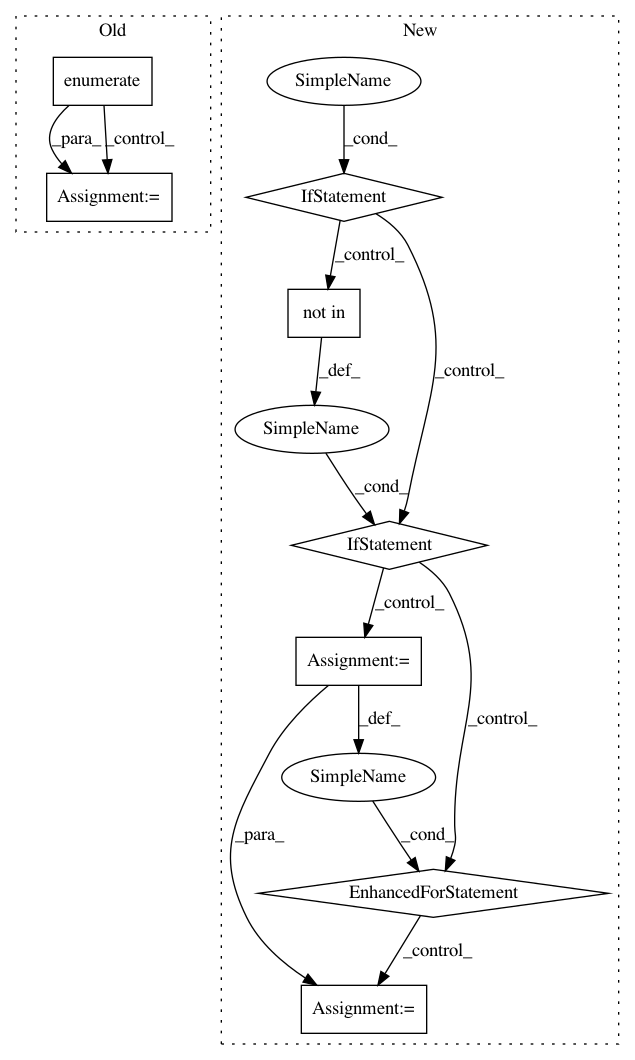 Old
New
enumerate
SimpleName
_para_
_control_
_cond_
Assignment:=
IfStatement
_control_
not in
_control_
_def_
SimpleName
_cond_
IfStatement
_control_
Assignment:=
_control_
_def_
SimpleName
_para_
_cond_
EnhancedForStatement
_control_
Assignment:=